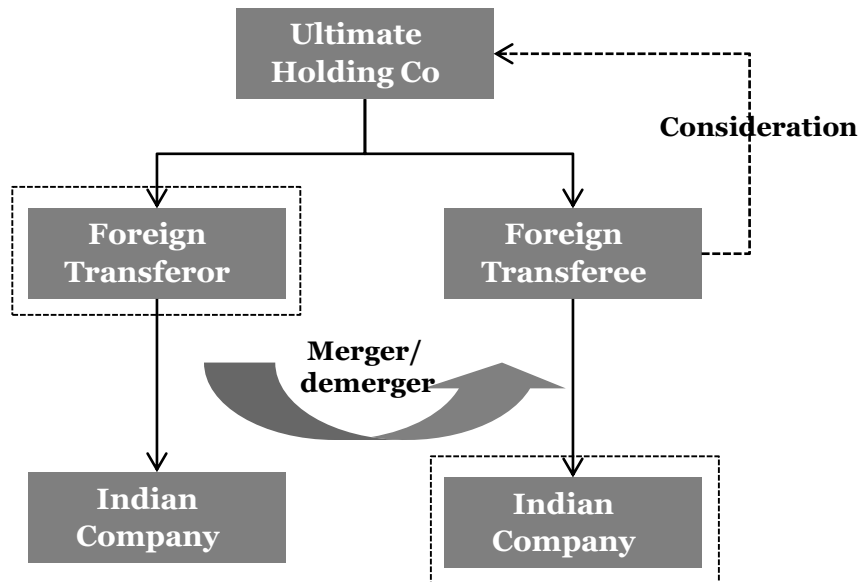 Ultimate
Holding Co
Consideration
Foreign
Transferor
Foreign
Transferee
Merger/
demerger
Indian
Company
Indian
Company